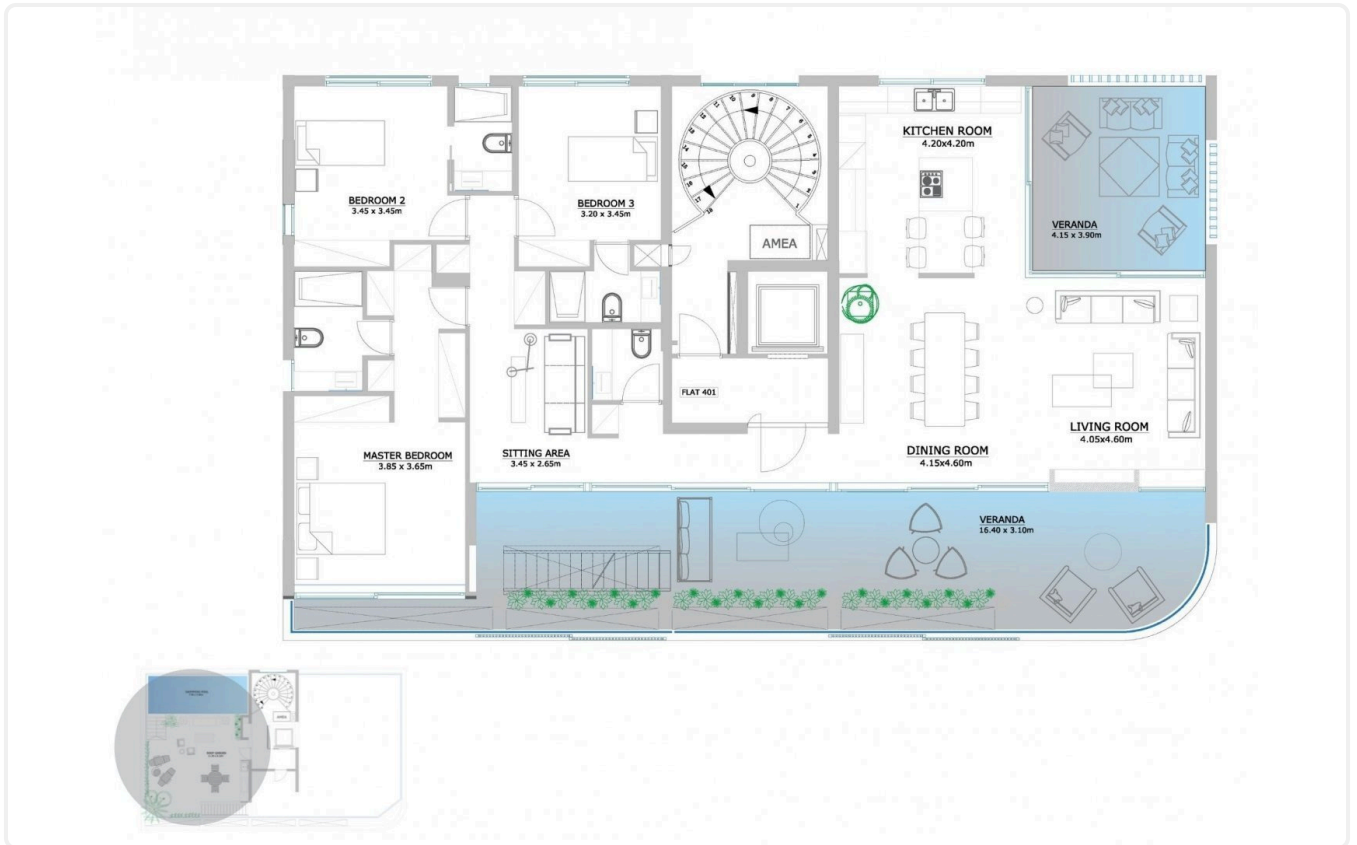 KITCHEN ROOM
4.20x4.20m
BEDROOM 2
3.45 x 3.45m
BEDROOM 3
3.20 x 3.45m
VERANDA
4.15 x 3.90m
AMEA
FLAT 401
LIVING ROOM
4.05x4.60m
DINING ROOM
4.15x4.60m
SITTING AREA
3.45 x 2.65m
MASTER BEDROOM
3.85 x 3.65m
VERANDA
16.40 x 3.10m
AMEA